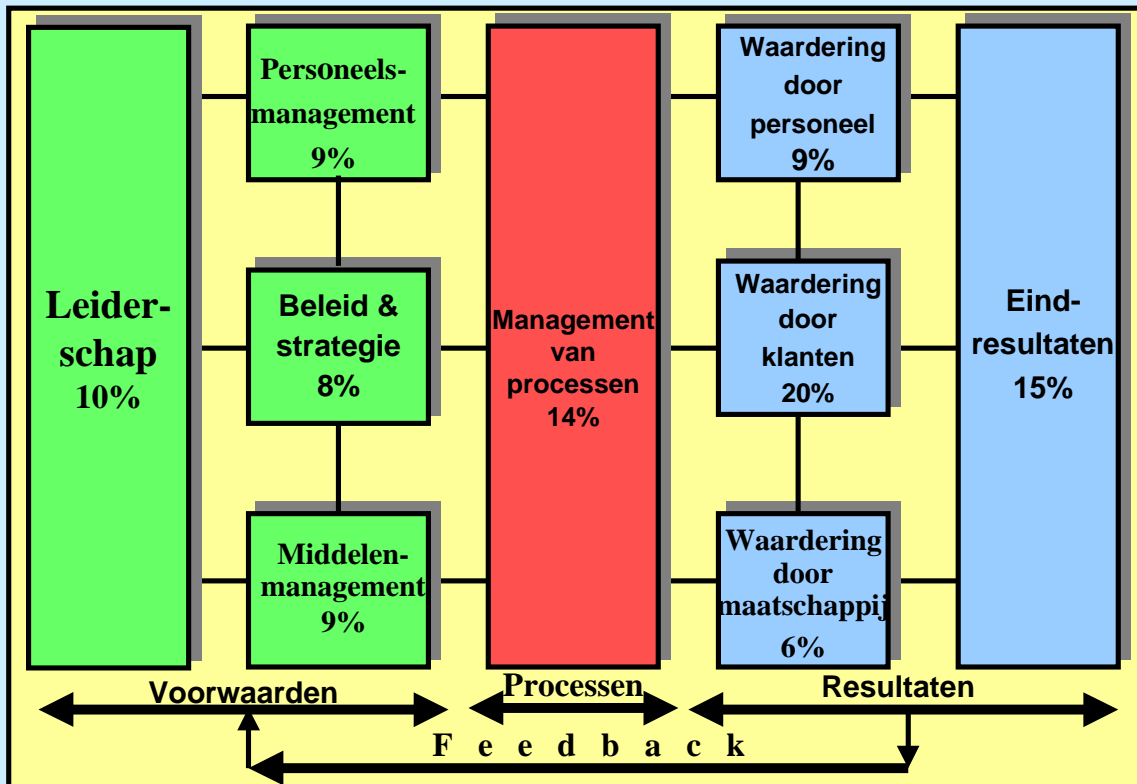 Leider-
schap
10%
Personeels-
management
9%
Beleid &
strategie
8%
Middelen-
management
9%
Management
van
processen
14%
Waardering
door
personeel
9%
Waardering
door
klanten
20%
Waardering
door
maatschappij
6%
Eind-
resultaten
15%
Voorwaarden
Processen
Resultaten
Feedback